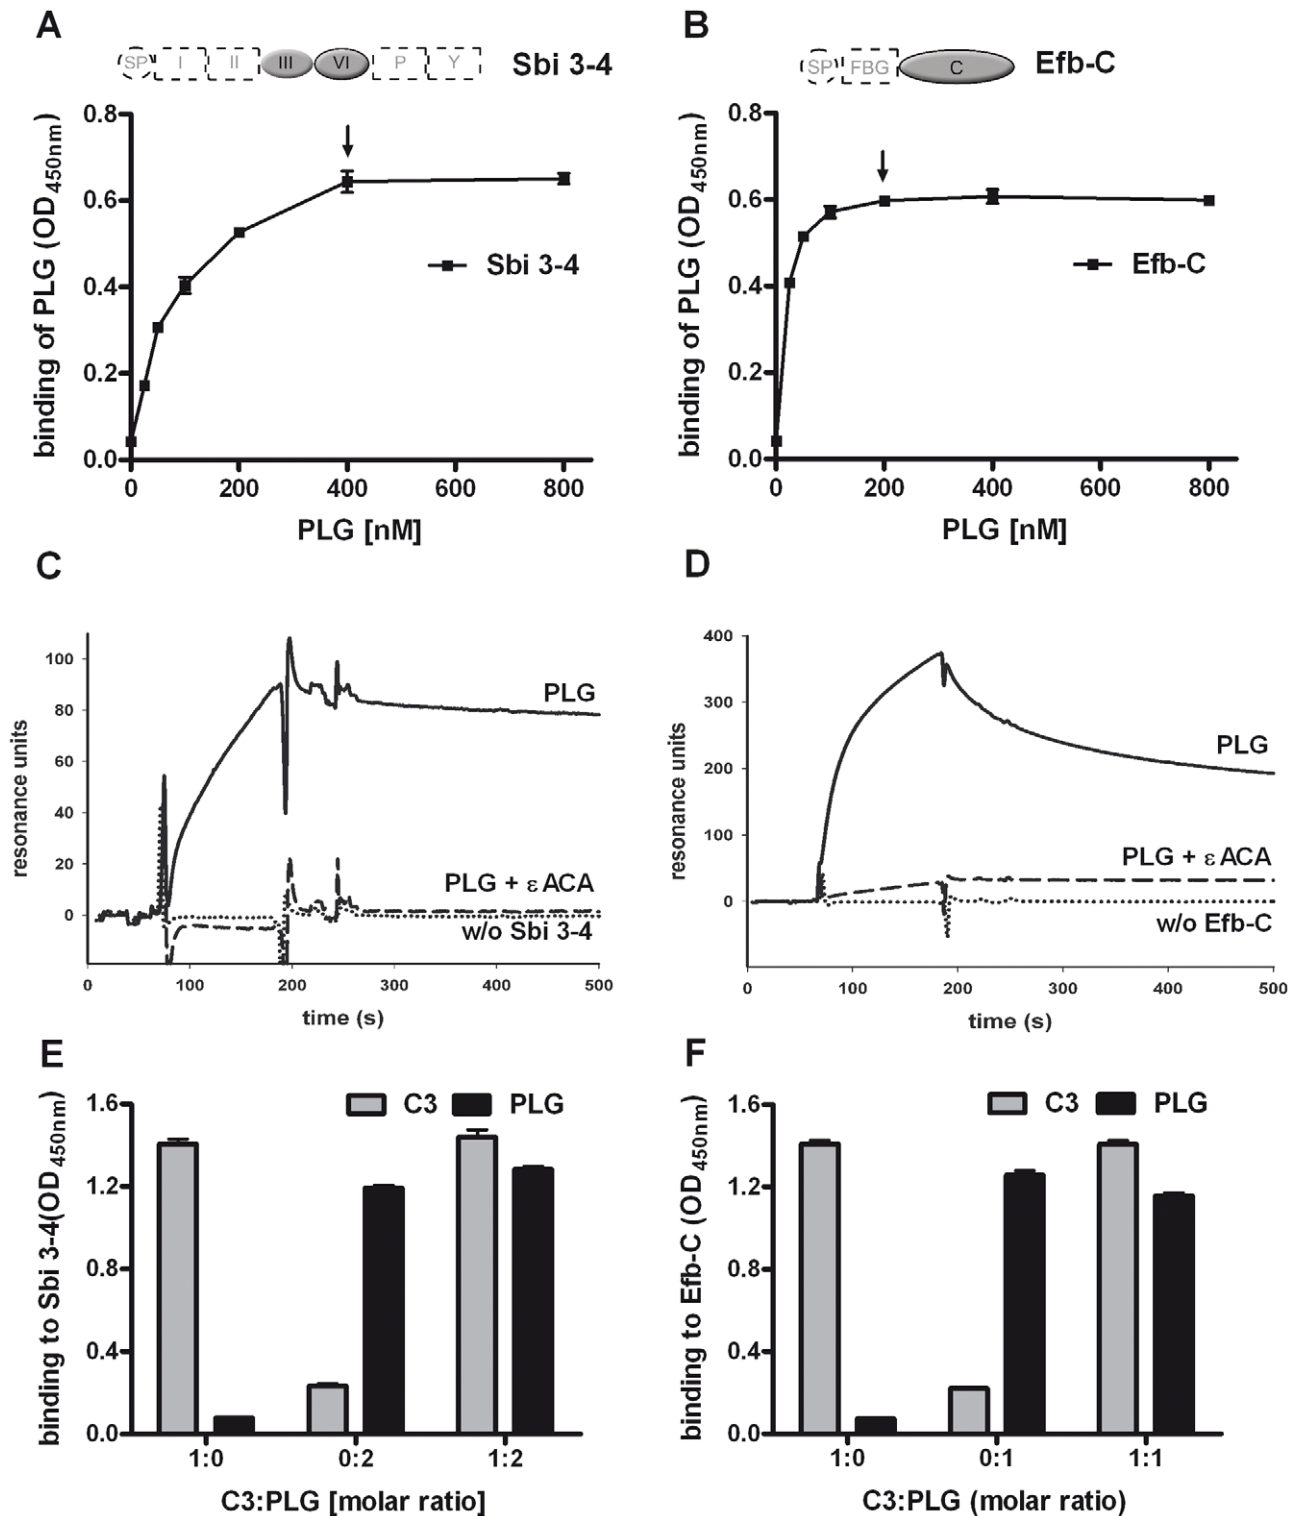 A
SP I II III VI P Y Sbi 3-4
0.8
0.6
0.4
0.2
0.0
binding of PLG (OD450nm)
Sbi 3-4
0 200 400 600 800
PLG [nM]
B
SP FBG C Efb-C
0.8
0.6
0.4
0.2
0.0
binding of PLG (OD450nm)
Efb-C
0 200 400 600 800
PLG [nM]
C
100
80
60
40
20
0
resonance units
PLG
PLG + εACA
w/o Sbi 3-4
0 100 200 300 400 500
time (s)
D
400
300
200
100
0
resonance units
PLG
PLG + εACA
w/o Efb-C
0 100 200 300 400 500
time (s)
E
C3 PLG
1.6
1.2
0.8
0.4
0.0
binding to Sbi 3-4(OD450nm)
1:0 0:2 1:2
C3:PLG [molar ratio]
F
C3 PLG
1.6
1.2
0.8
0.4
0.0
binding to Efb-C (OD450nm)
1:0 0:1 1:1
C3:PLG (molar ratio)